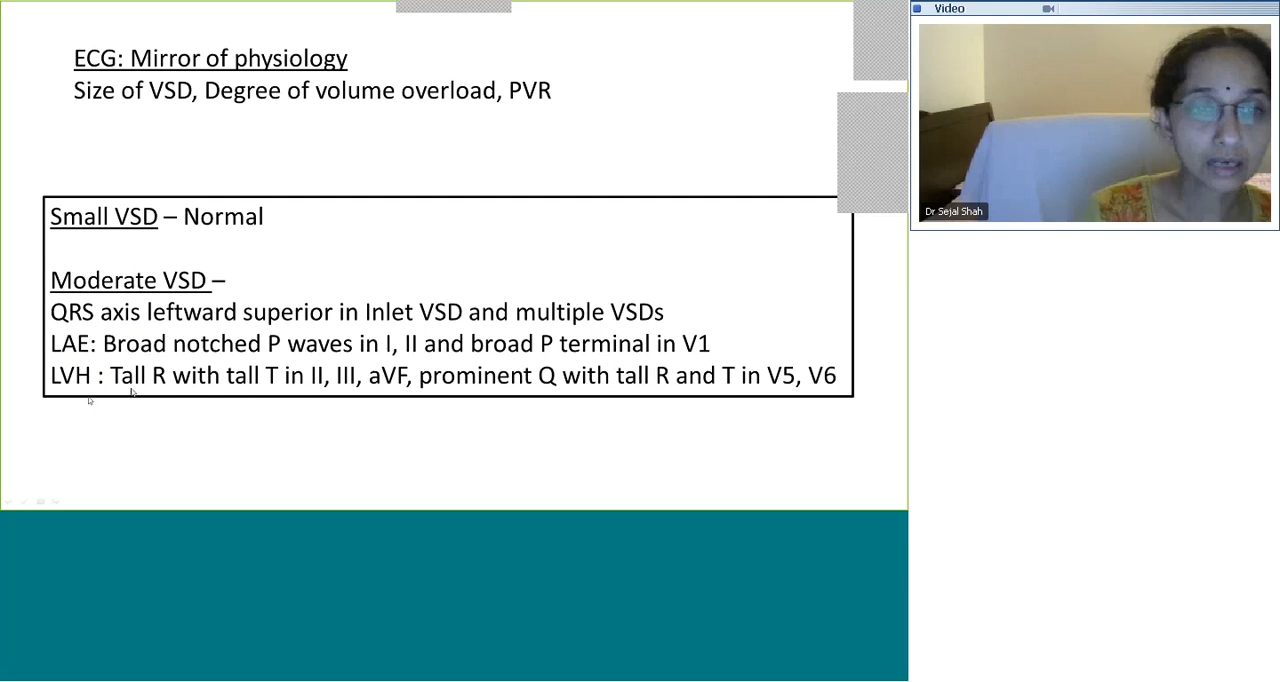 ECG: Mirror of physiology
Size of VSD, Degree of volume overload, PVR
Small VSD – Normal
Moderate VSD –
QRS axis leftward superior in Inlet VSD and multiple VSDs
LAE: Broad notched P waves in I, II and broad P terminal in V1
LVH : Tall R with tall T in II, III, aVF, prominent Q with tall R and T in V5, V6
Video
Dr Sejal Shah